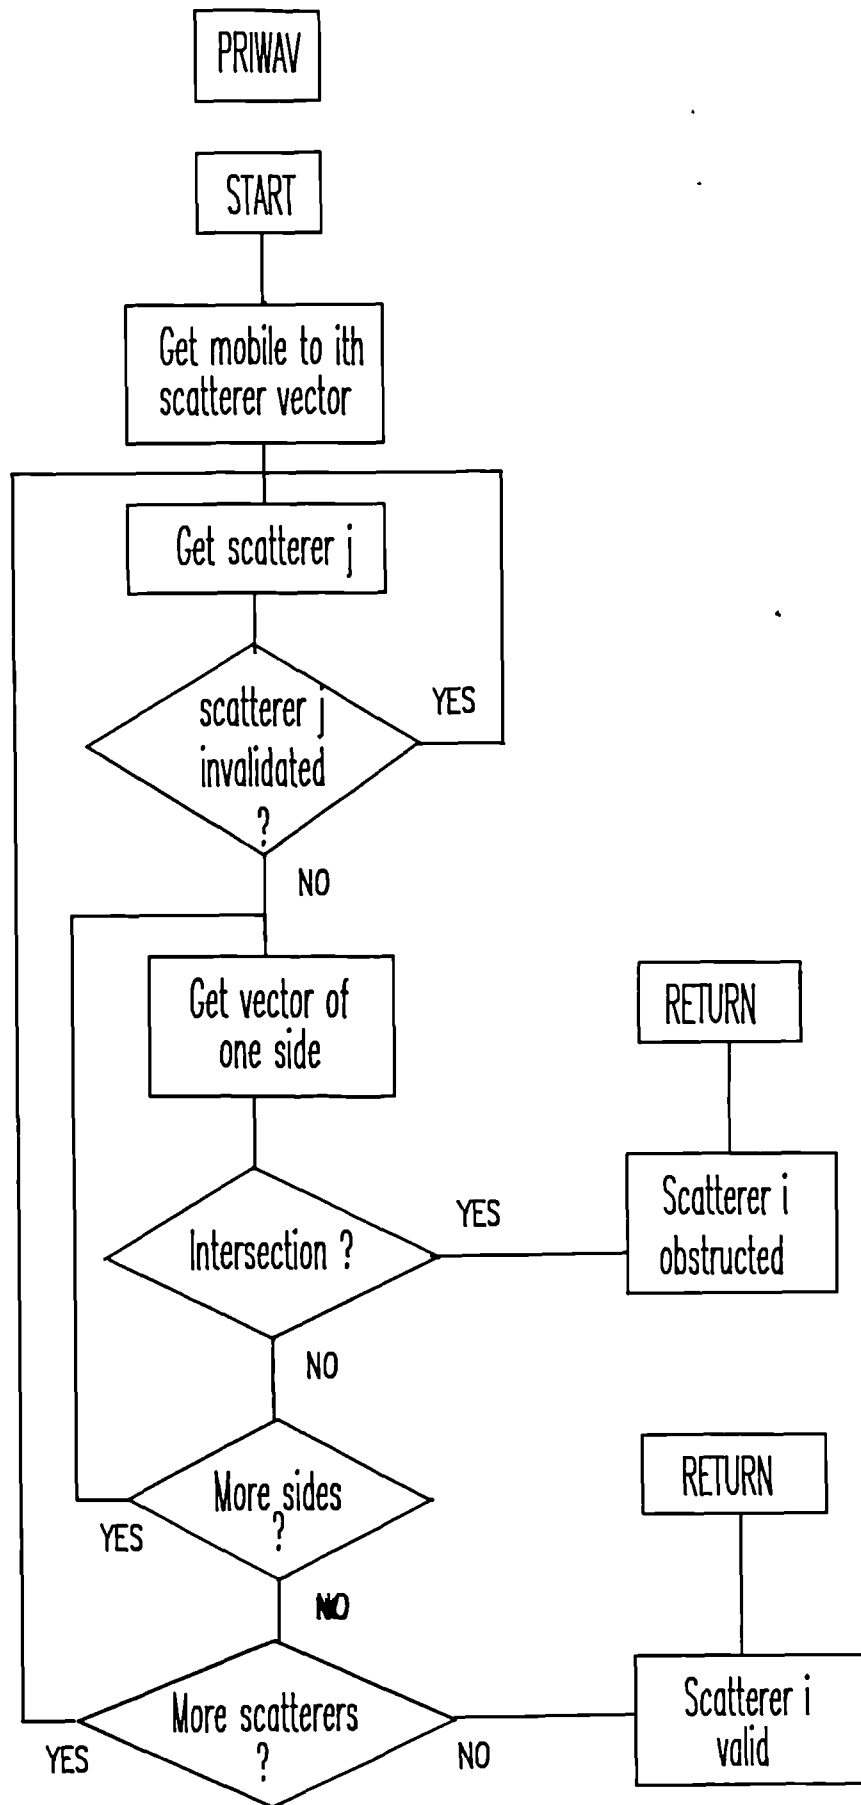 PRIWAV
START
Get mobile to ith
scatterer vector
Get scatterer j
scatterer j
invalidated
?
YES
NO
Get vector of
one side
RETURN
Intersection ?
YES
Scatterer i
obstructed
NO
More sides
?
YES
RETURN
NO
More scatterers
?
YES
NO
Scatterer i
valid